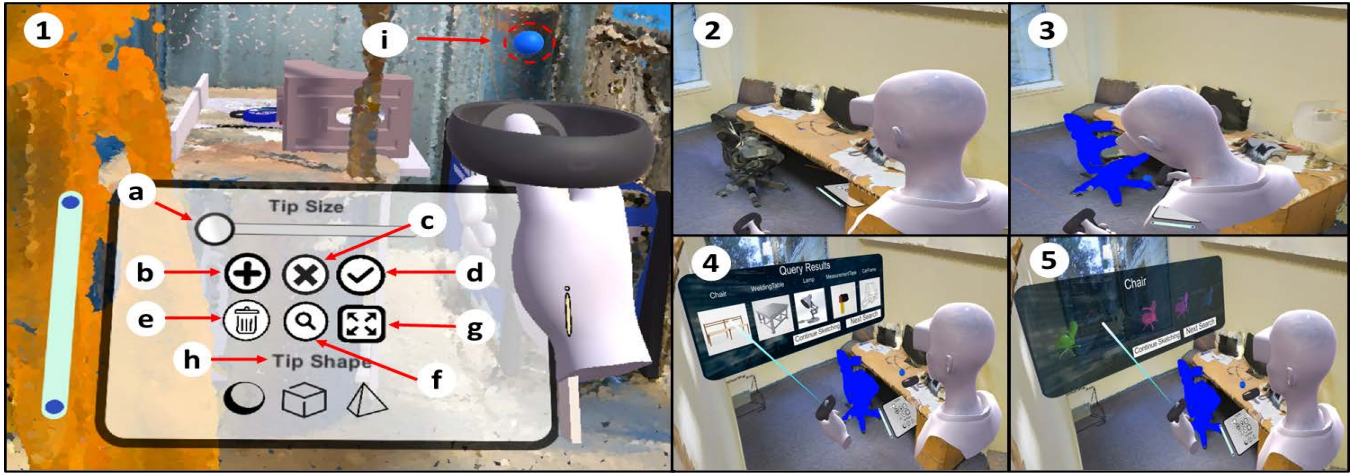 1
i
a
Tip Size
c
b
d
e
g
h
Tip Shape
f
2
3
4
Query Results
Chair
WeldingTable
Lamp
MeasurementTape
CarFrame
Continue Sketching
Next Search
5
Chair
Continue Sketching
Next Search